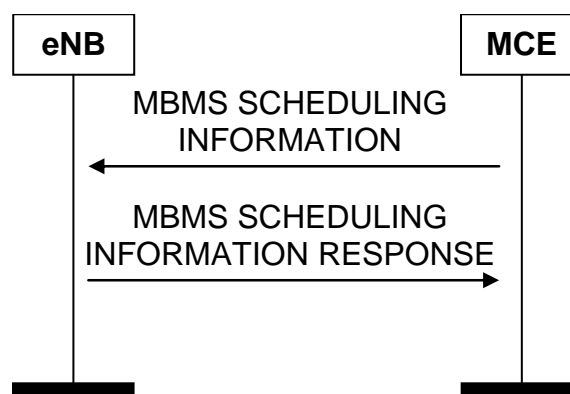 eNB
MCE
MBMS SCHEDULING
INFORMATION
MBMS SCHEDULING
INFORMATION RESPONSE